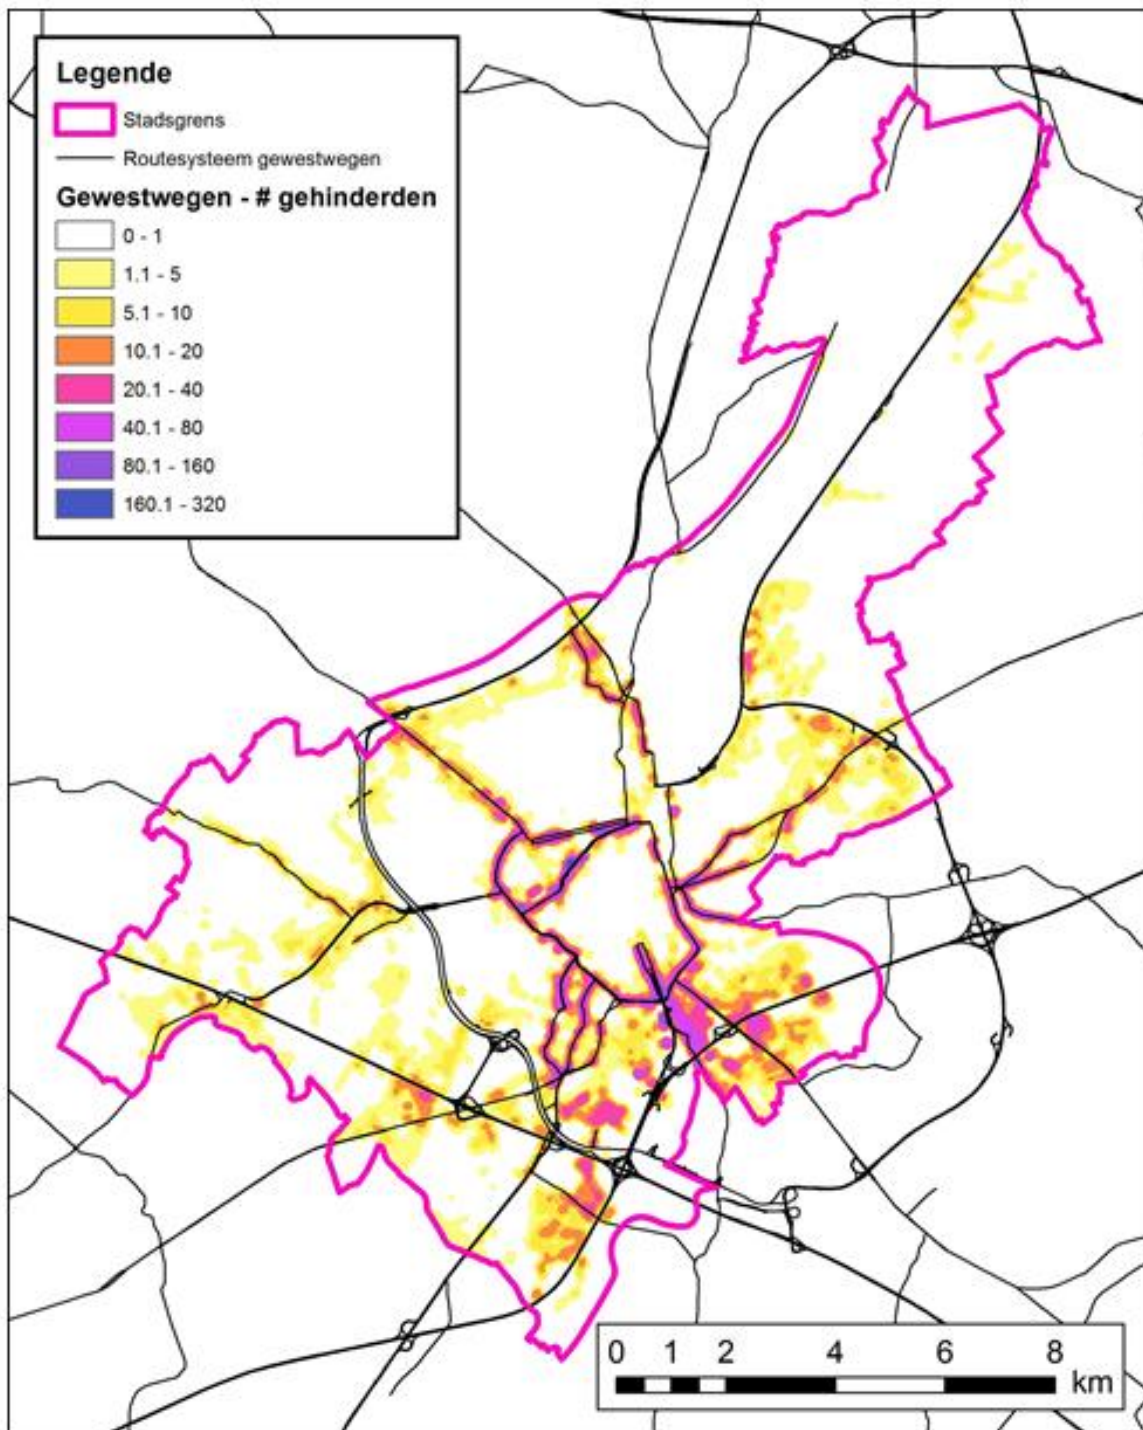 Legende
Stadsgrens
Routesysteem gewestwegen
Gewestwegen - # gehinderden
0 - 1
1.1 - 5
5.1 - 10
10.1 - 20
20.1 - 40
40.1 - 80
80.1 - 160
160.1 - 320
0 1 2 4 6 8
km